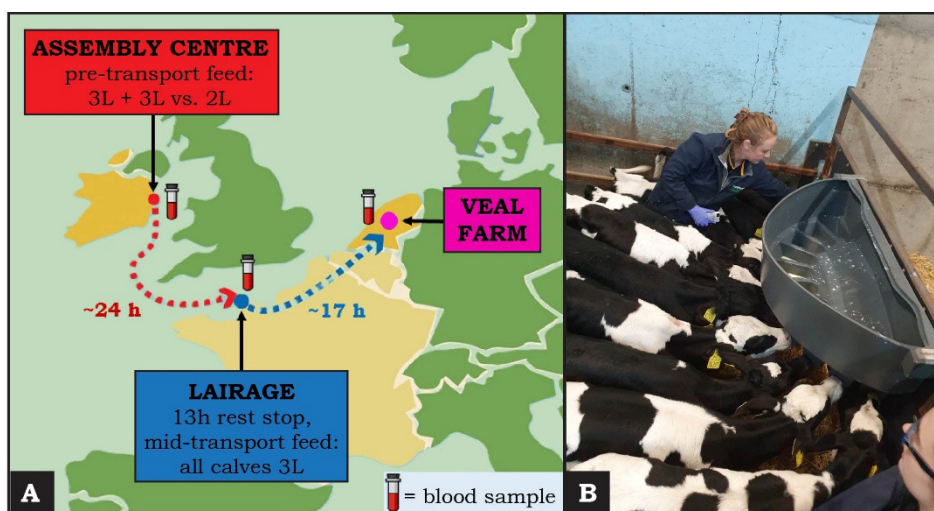 ASSEMBLY CENTRE
pre-transport feed:
3L + 3L vs. 2L
VEAL
FARM
~24 h
~17 h
LAIRAGE
13h rest stop,
mid-transport feed:
all calves 3L
= blood sample
A
B